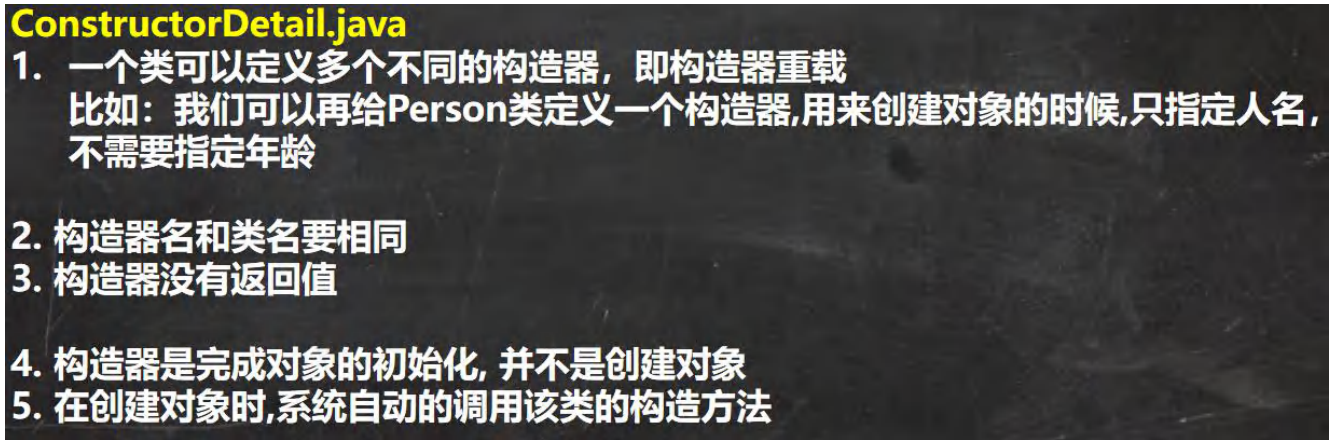 ConstructorDetail.java
1. 一个类可以定义多个不同的构造器，即构造器重载
比如：我们可以再给Person类定义一个构造器,用来创建对象的时候,只指定人名，
不需要指定年龄
2. 构造器名和类名要相同
3. 构造器没有返回值
4. 构造器是完成对象的初始化, 并不是创建对象
5. 在创建对象时,系统自动的调用该类的构造方法